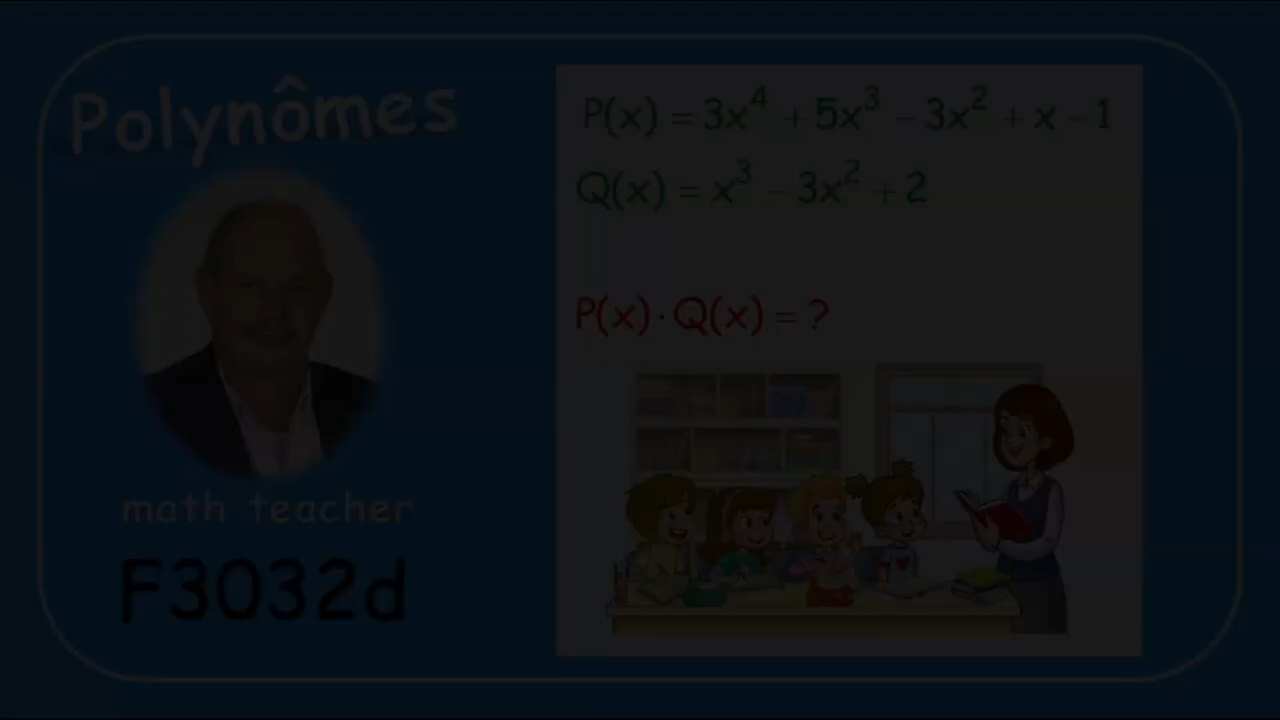 Polynômes
math teacher
F3032d
P(x) = 3x⁴ + 5x³ − 3x² + x − 1
Q(x) = x³ − 3x² + 2
P(x) · Q(x) = ?